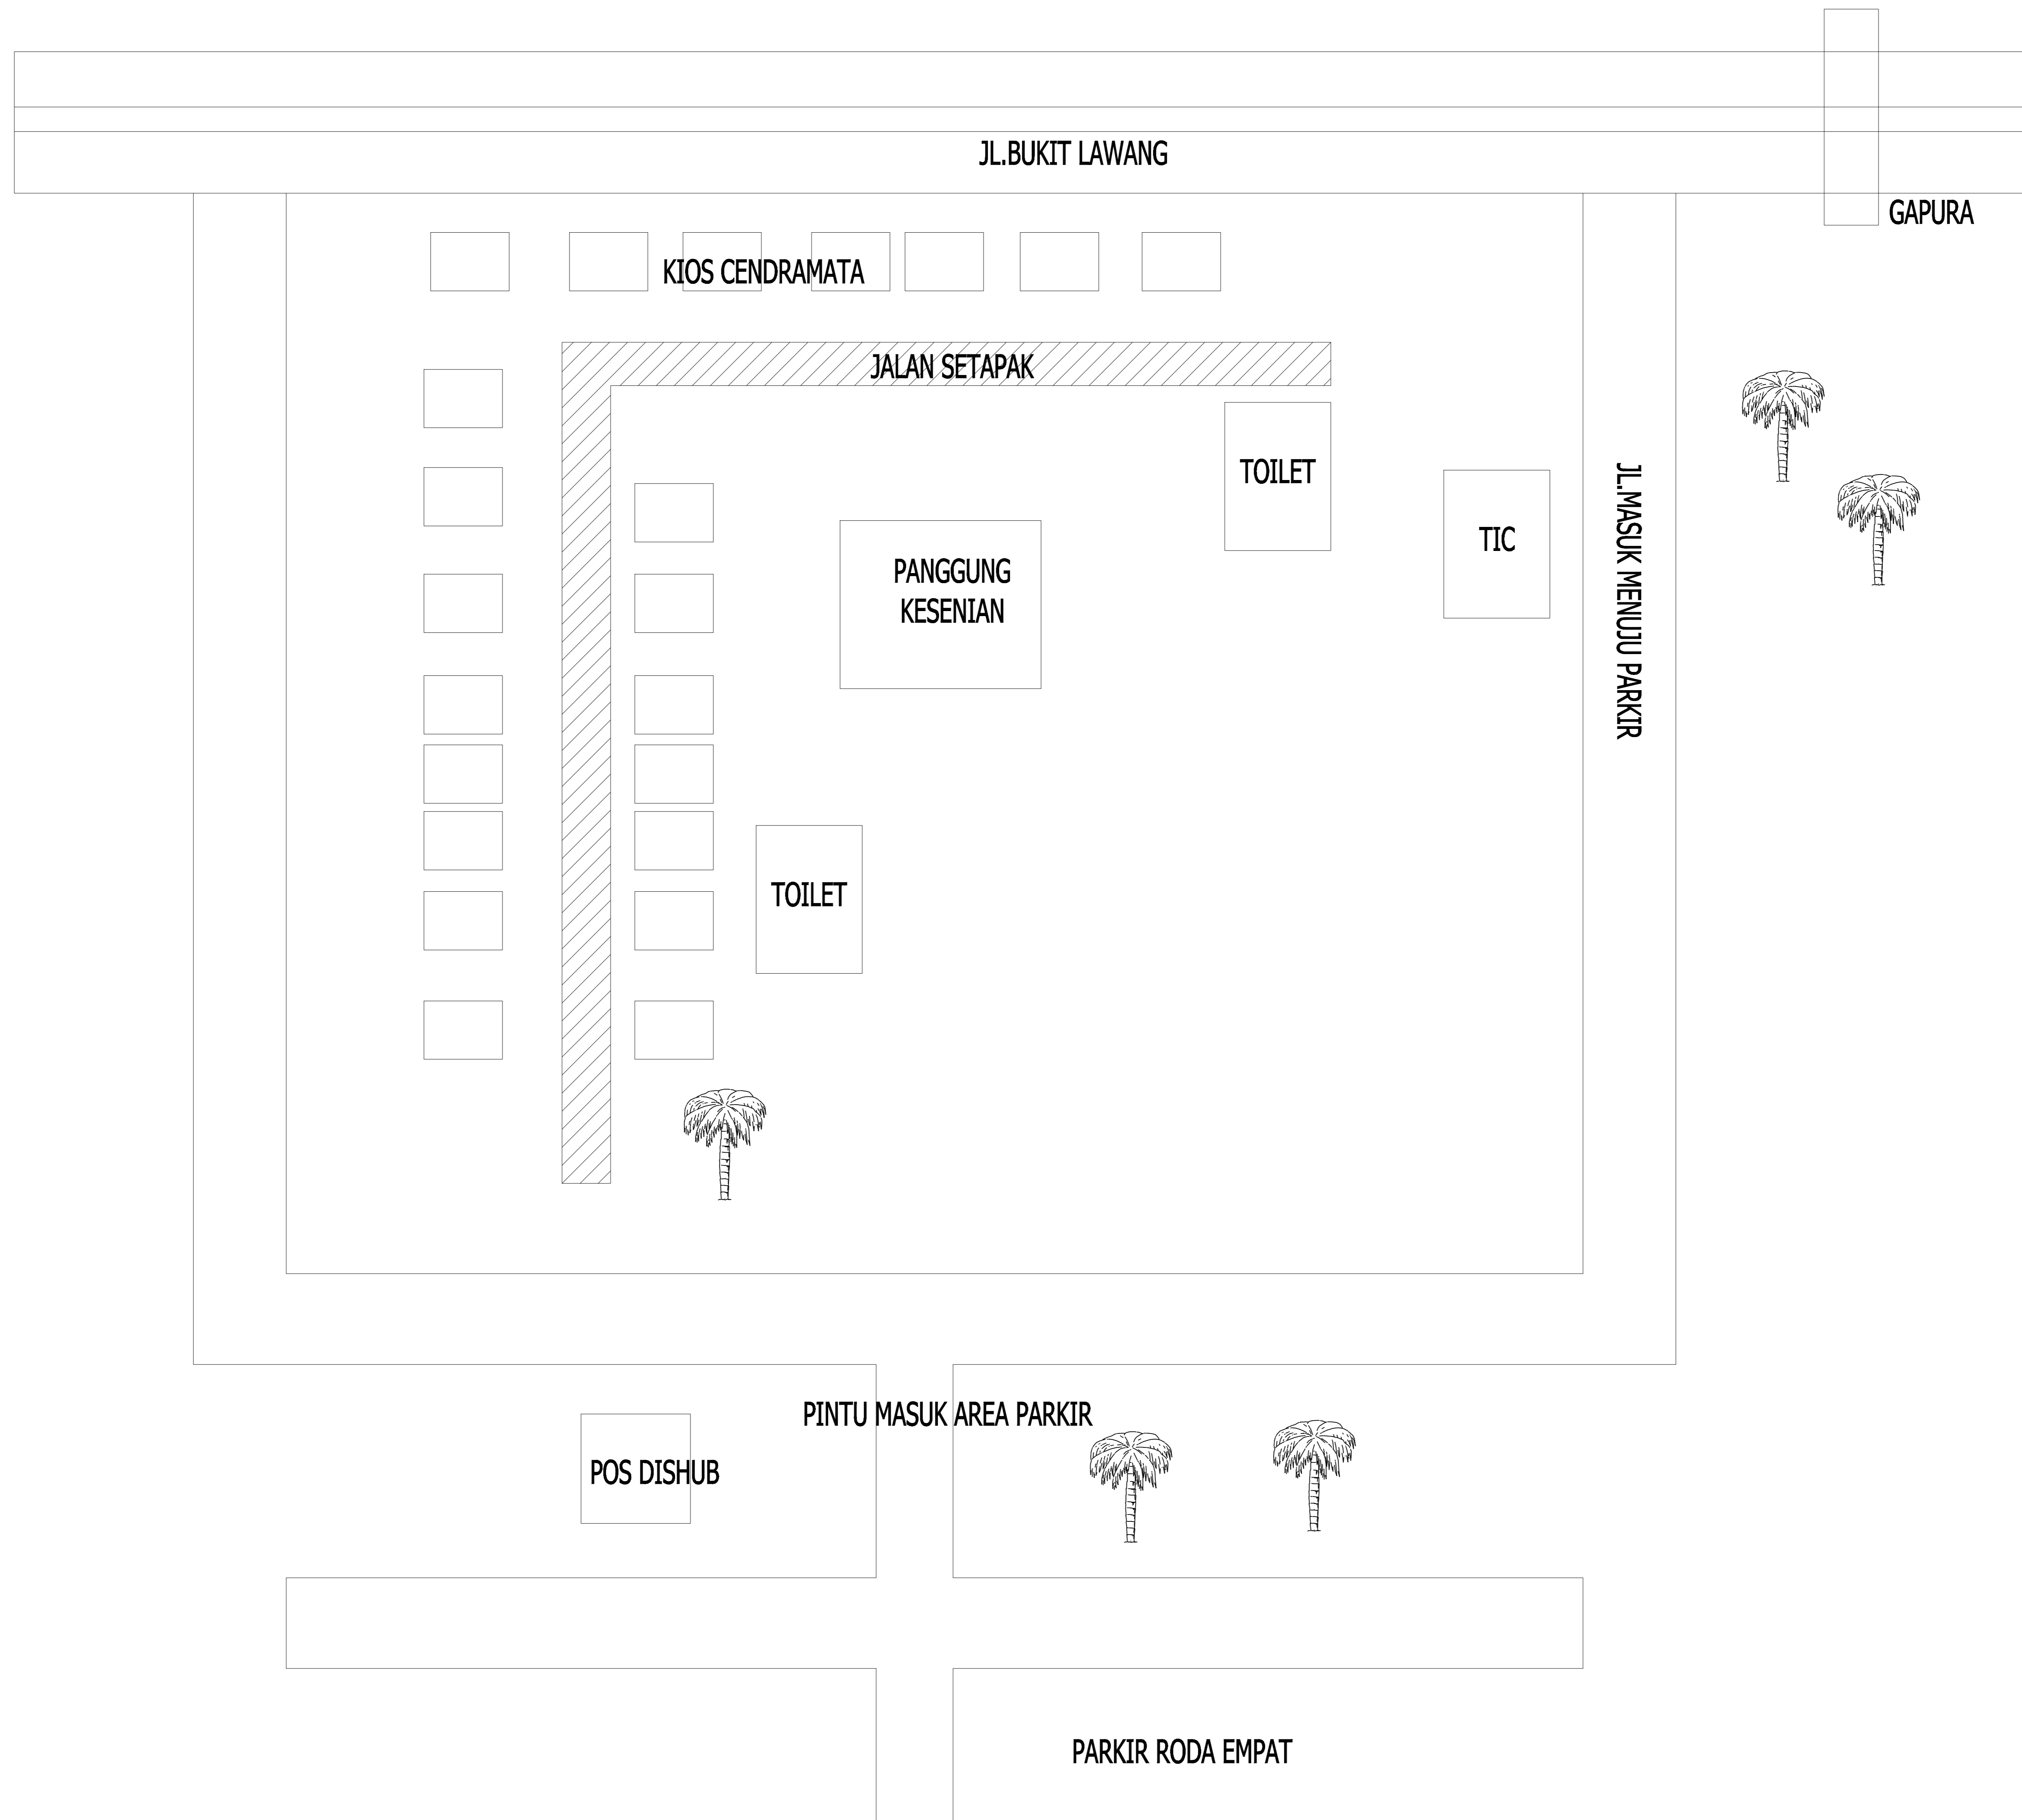 JL.BUKIT LAWANG
GAPURA
KIOS CENDRAMATA
JALAN SETAPAK
TOILET
TIC
JL.MASUK MENUJU PARKIR
PANGGUNG
KESENIAN
TOILET
PINTU MASUK AREA PARKIR
POS DISHUB
PARKIR RODA EMPAT